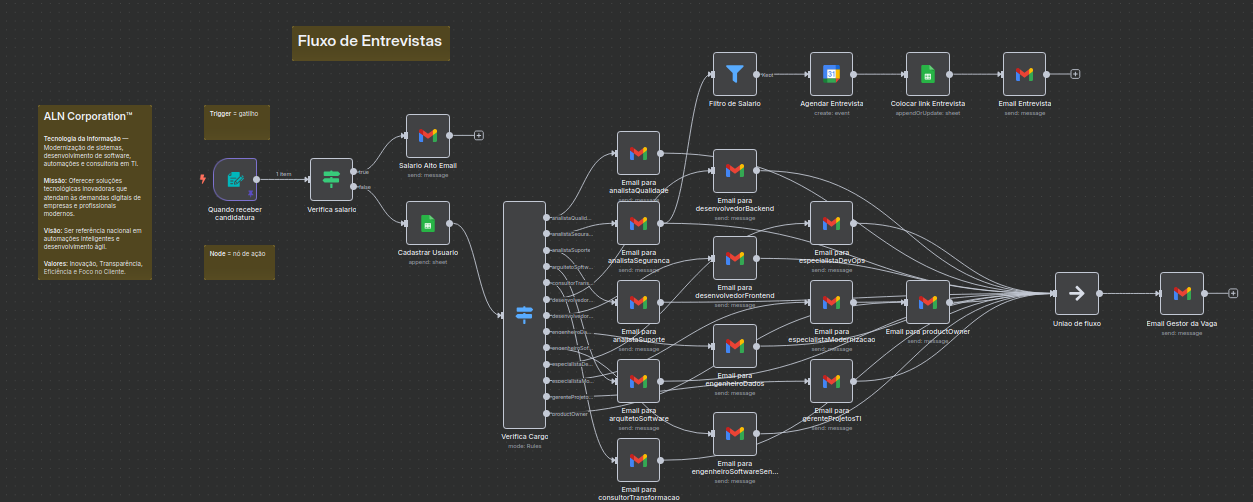 Fluxo de Entrevistas
ALN Corporation™
Tecnologia da Informação —
Modernização de sistemas,
desenvolvimento de software,
automações e consultoria em TI.
Missão: Oferecer soluções
tecnológicas inovadoras que
atendam às demandas digitais de
empresas e profissionais
modernos.
Visão: Ser referência nacional em
automações inteligentes e
desenvolvimento ágil.
Valores: Inovação, Transparência,
Eficiência e Foco no Cliente.
Trigger = gatilho
Quando receber
candidatura
Node = nó de ação
1 item
Verifica salario
true
false
Salario Alto Email
send: message
Cadastrar Usuario
append: sheet
analistaQualid...
analistaSegura...
analistaSuporte
arquitetoSoftw...
consultorTrans...
desenvolvedor...
desenvolvedor...
engenheiroDa...
engenheiroSof...
especialistaDe...
especialistaMo...
gerenteProjeto...
productOwner
Verifica Cargo
mode: Rules
Email para
analistaQualidade
send: message
Email para
analistaSeguranca
send: message
Email para
analistaSuporte
send: message
Email para
arquitetoSoftware
send: message
Email para
consultorTransformacao
Filtro de Salario
Kept
Agendar Entrevista
create: event
Colocar link Entrevista
appendOrUpdate: sheet
Email Entrevista
send: message
Email para
desenvolvedorBackend
send: message
Email para
desenvolvedorFrontend
send: message
Email para
engenheiroDados
send: message
Email para
engenheiroSoftwareSen...
send: message
Email para
especialistaDevOps
send: message
Email para
especialistaModernizacao
send: message
Email para
gerenteProjetosTI
send: message
Email para productOwner
send: message
Uniao de fluxo
Email Gestor da Vaga
send: message